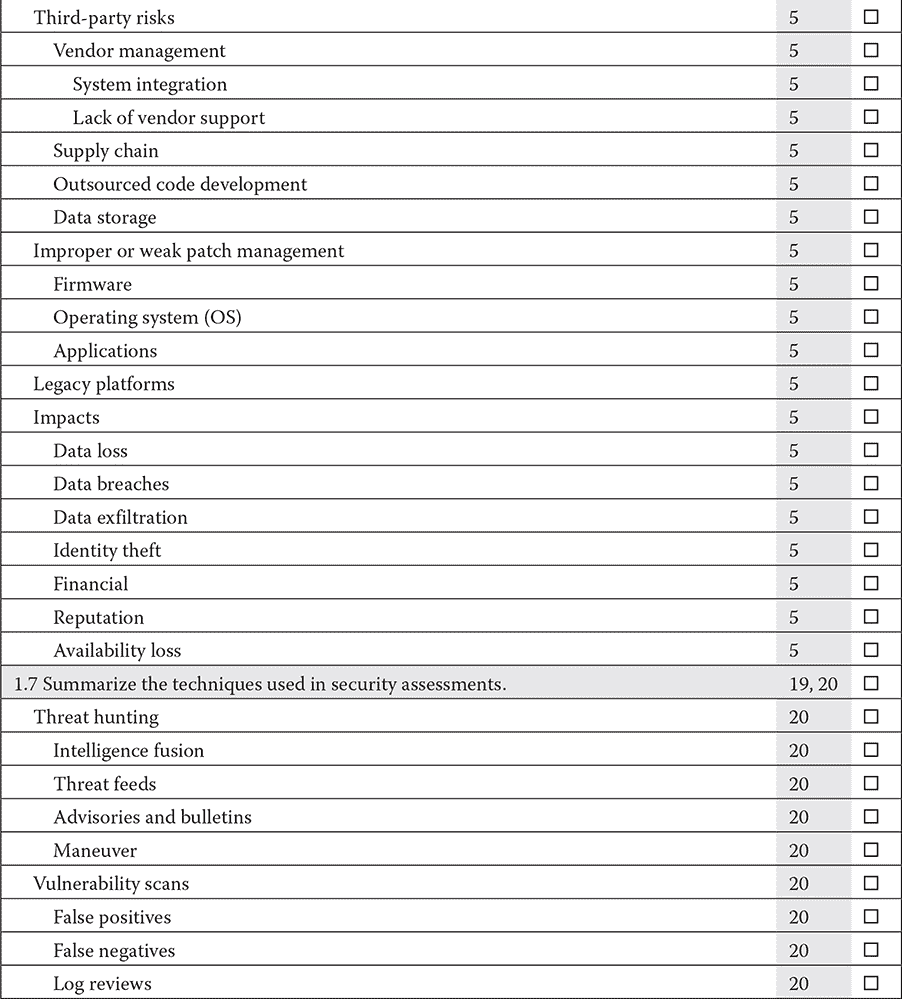 Third-party risks 5 ☐
Vendor management 5 ☐
System integration 5 ☐
Lack of vendor support 5 ☐
Supply chain 5 ☐
Outsourced code development 5 ☐
Data storage 5 ☐
Improper or weak patch management 5 ☐
Firmware 5 ☐
Operating system (OS) 5 ☐
Applications 5 ☐
Legacy platforms 5 ☐
Impacts 5 ☐
Data loss 5 ☐
Data breaches 5 ☐
Data exfiltration 5 ☐
Identity theft 5 ☐
Financial 5 ☐
Reputation 5 ☐
Availability loss 5 ☐
1.7 Summarize the techniques used in security assessments. 19, 20 ☐
Threat hunting 20 ☐
Intelligence fusion 20 ☐
Threat feeds 20 ☐
Advisories and bulletins 20 ☐
Maneuver 20 ☐
Vulnerability scans 20 ☐
False positives 20 ☐
False negatives 20 ☐
Log reviews 20 ☐